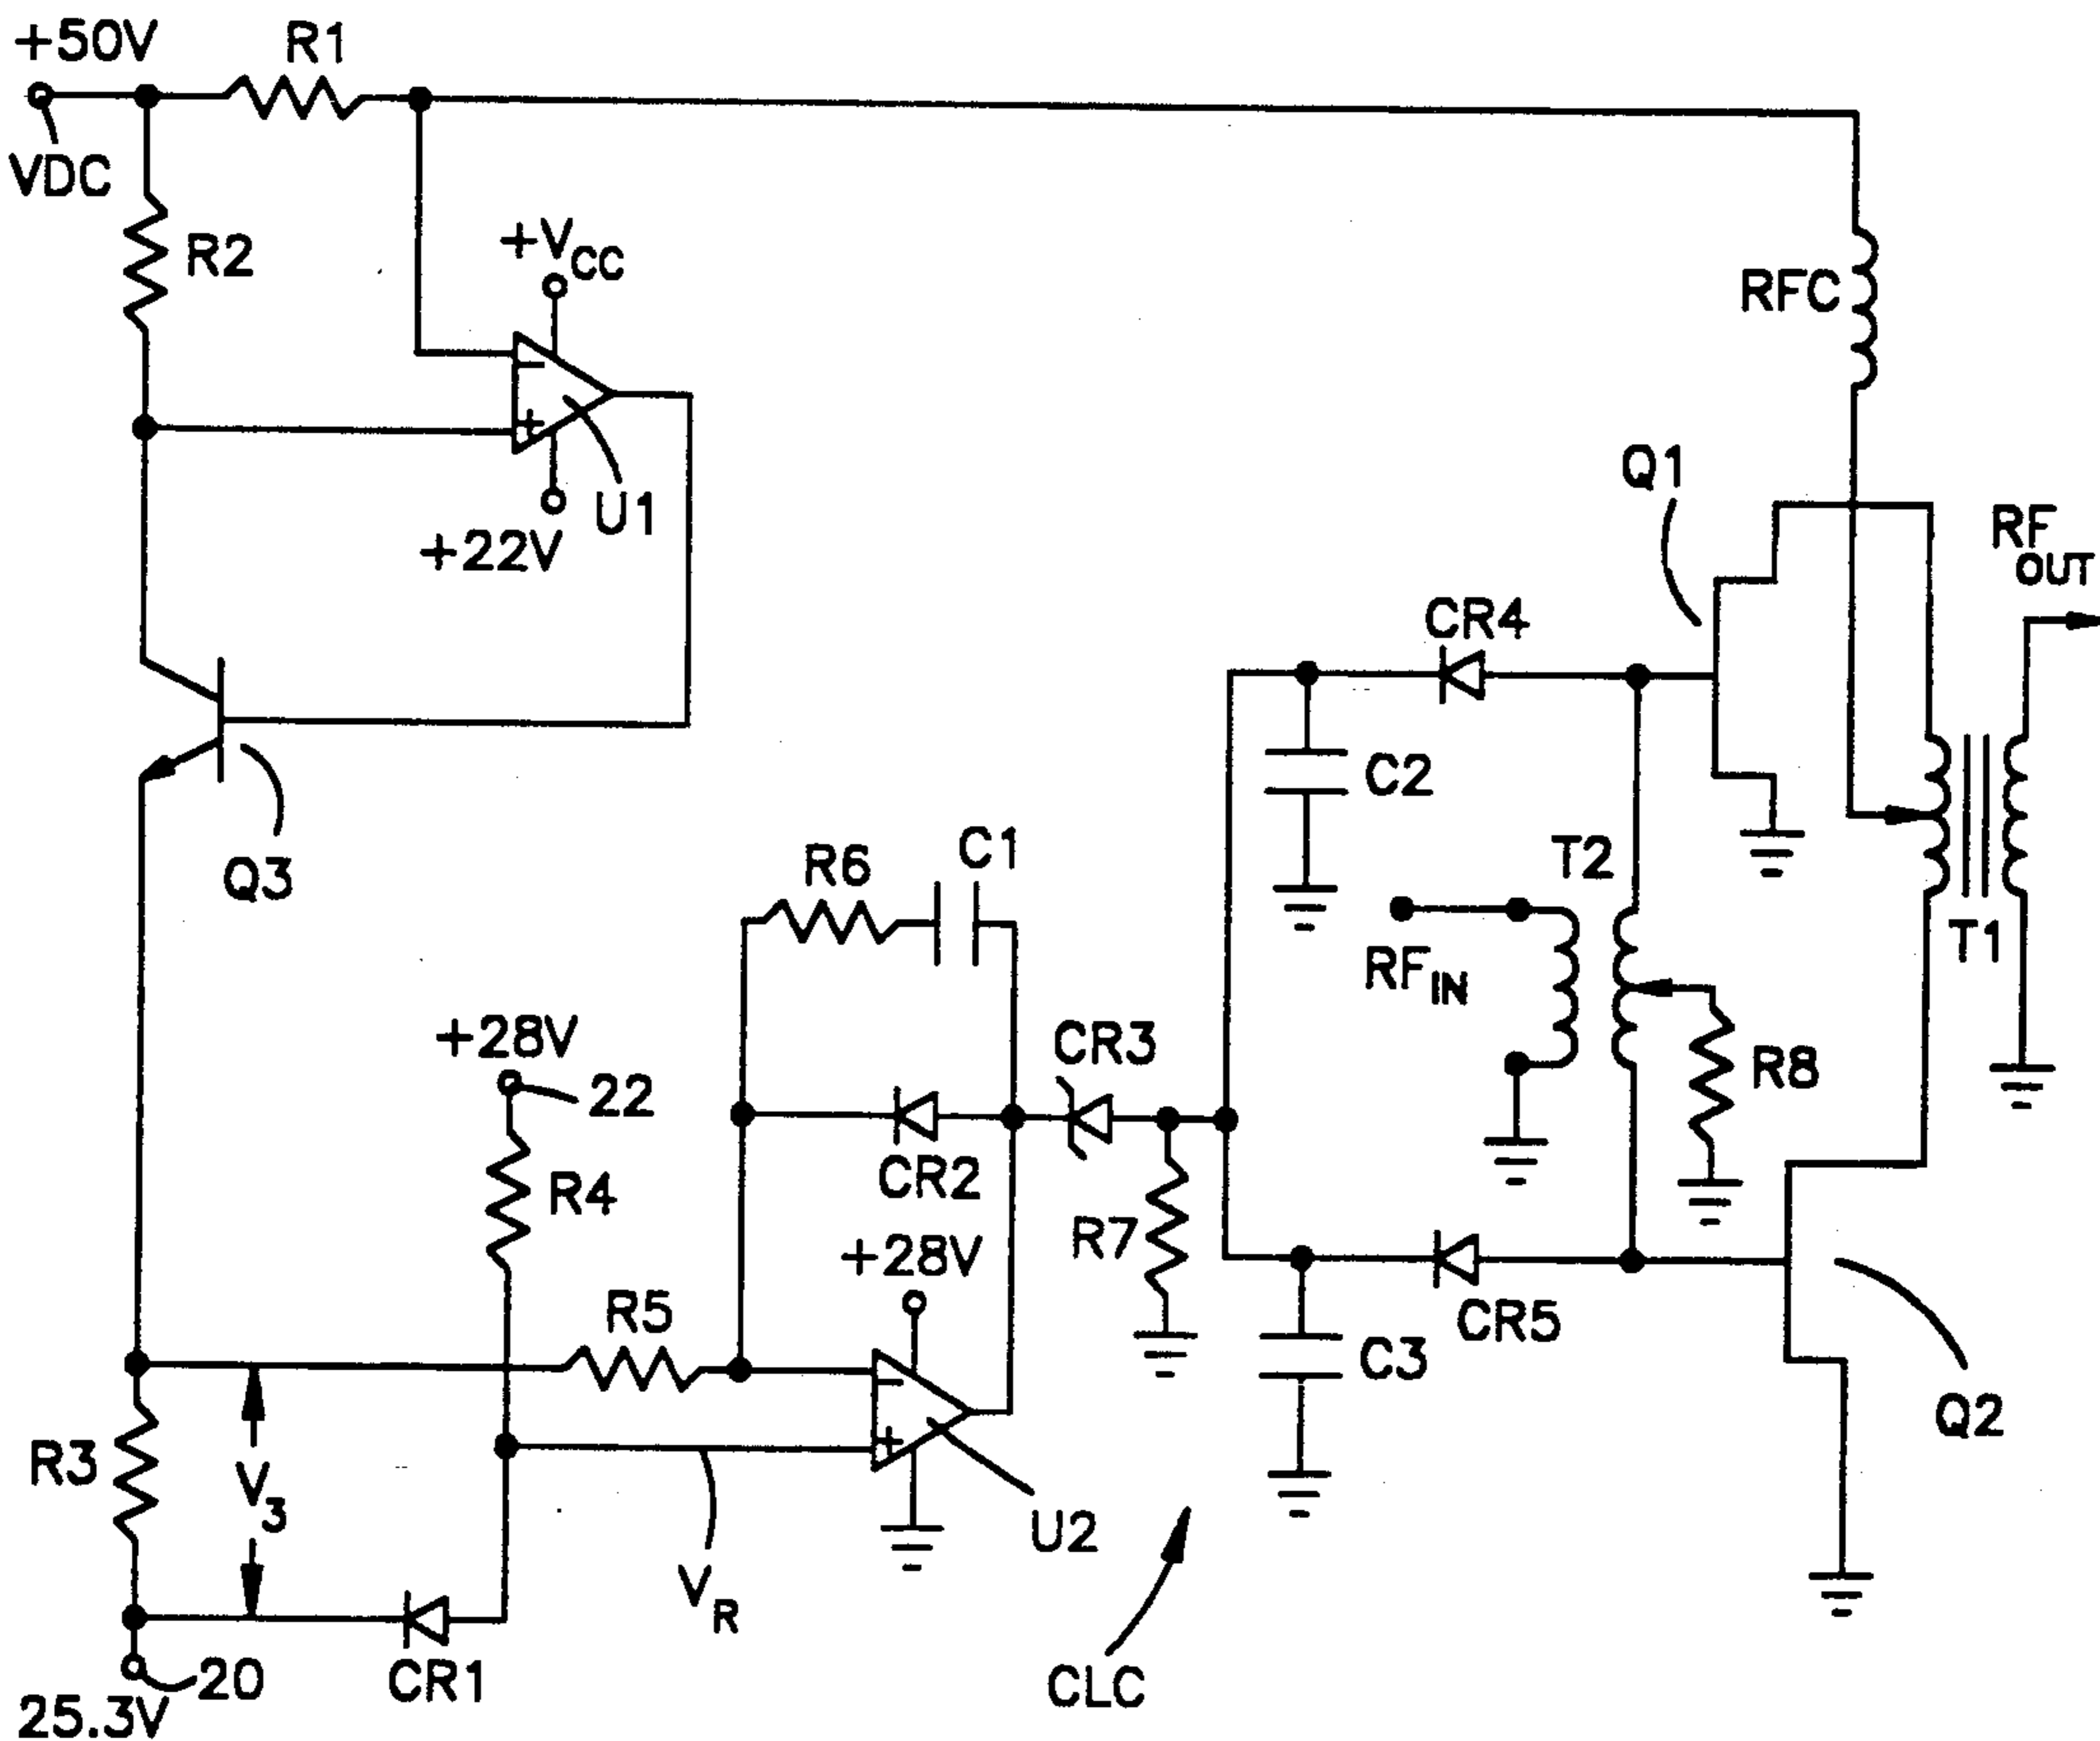 +50V
R1
VDC
R2
+VCC
RFC
U1
+22V
Q1
RF OUT
CR4
Q3
C2
T2
R6
C1
T1
RFIN
+28V
CR3
22
R8
CR2
R4
R7
+28V
R5
CR5
C3
Q2
R3
V3
U2
VR
CLC
CR1
20
25.3V